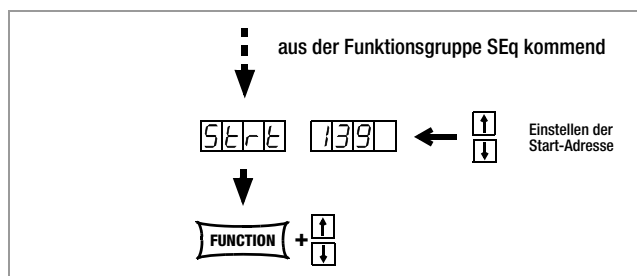 aus der Funktionsgruppe SEq kommend
Strt 139
Einstellen der
Start-Adresse
FUNCTION +